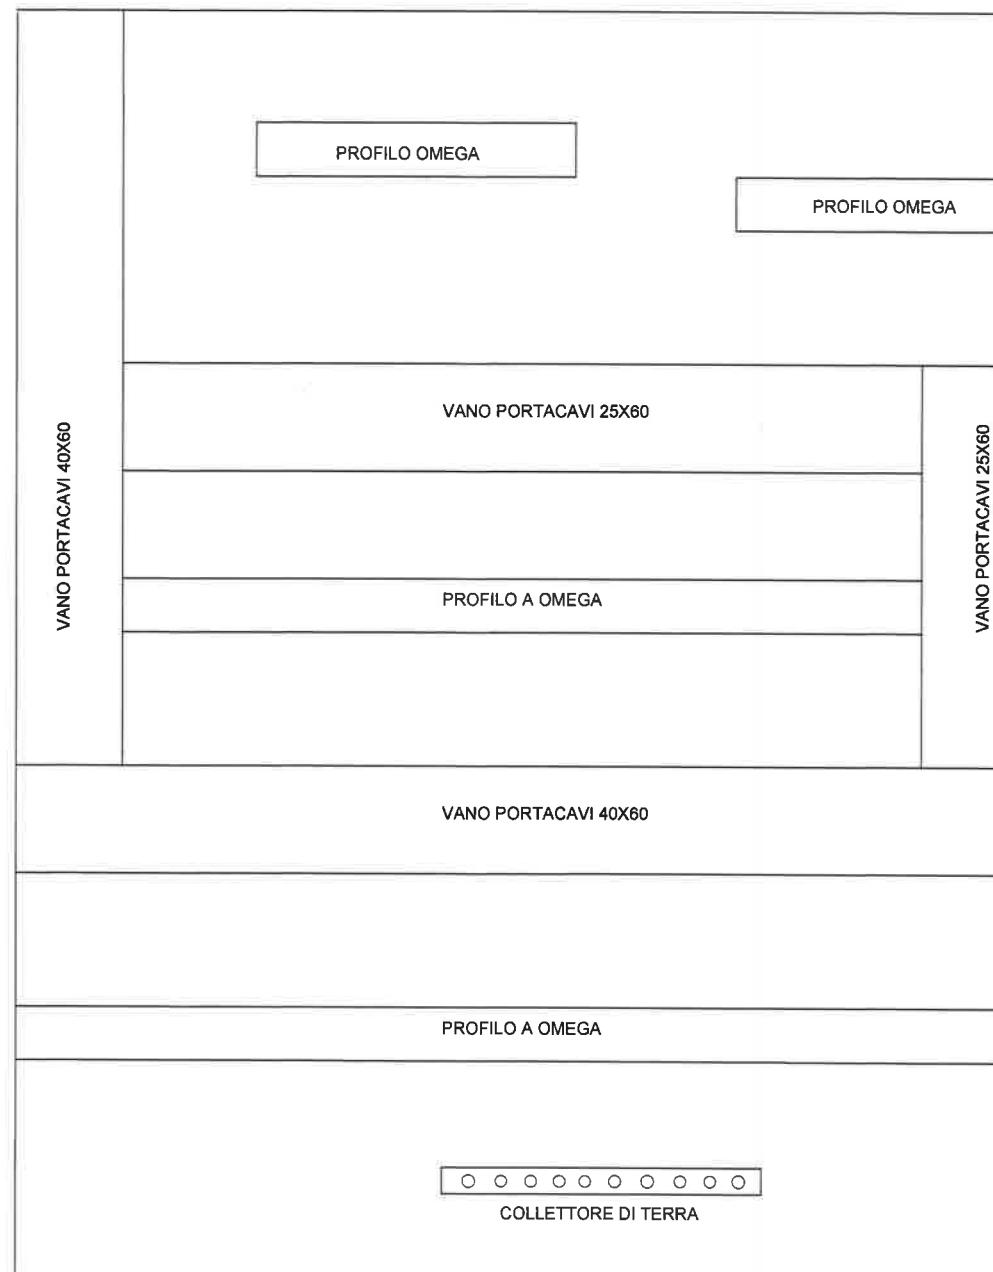 PROFILO OMEGA
PROFILO OMEGA
VANO PORTACAVI 40X60
VANO PORTACAVI 25X60
VANO PORTACAVI 25X60
PROFILO A OMEGA
VANO PORTACAVI 40X60
PROFILO A OMEGA
COLLETTORE DI TERRA